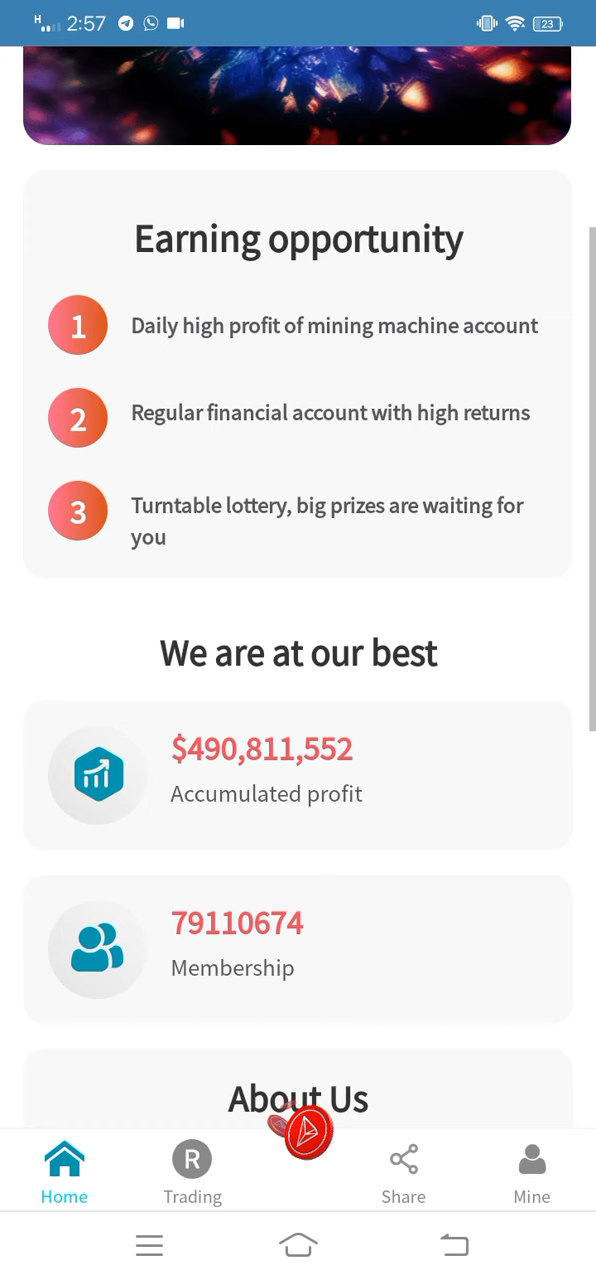 H
2:57
23
Earning opportunity
1
Daily high profit of mining machine account
2
Regular financial account with high returns
3
Turntable lottery, big prizes are waiting for
you
We are at our best
$490,811,552
Accumulated profit
79110674
Membership
About Us
R
Home
Trading
Share
Mine